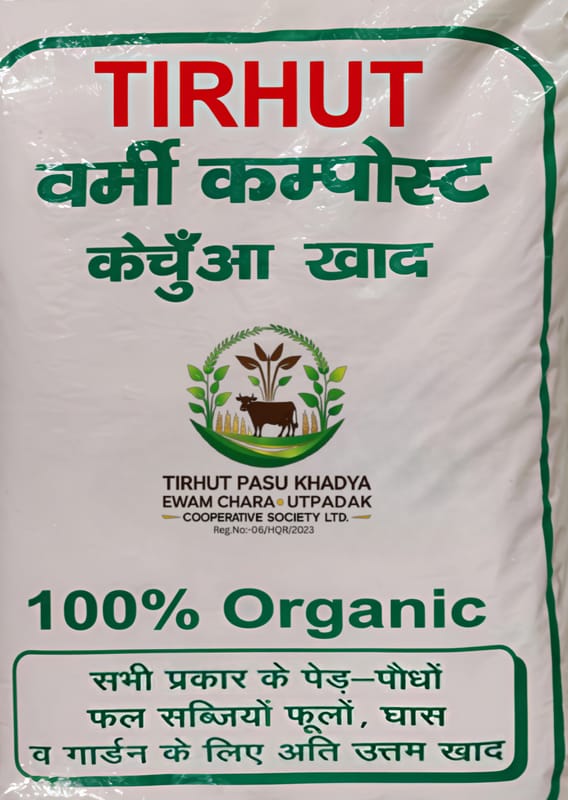 TIRHUT
वर्मी कम्पोस्ट
केचुँआ खाद
TIRHUT PASU KHADYA
EWAM CHARA UTPADAK
COOPERATIVE SOCIETY LTD.
Reg.No:-06/HQR/2023
100% Organic
सभी प्रकार के पेड़–पौधों
फल सब्जियों फूलों, घास
व गार्डन के लिए अति उत्तम खाद